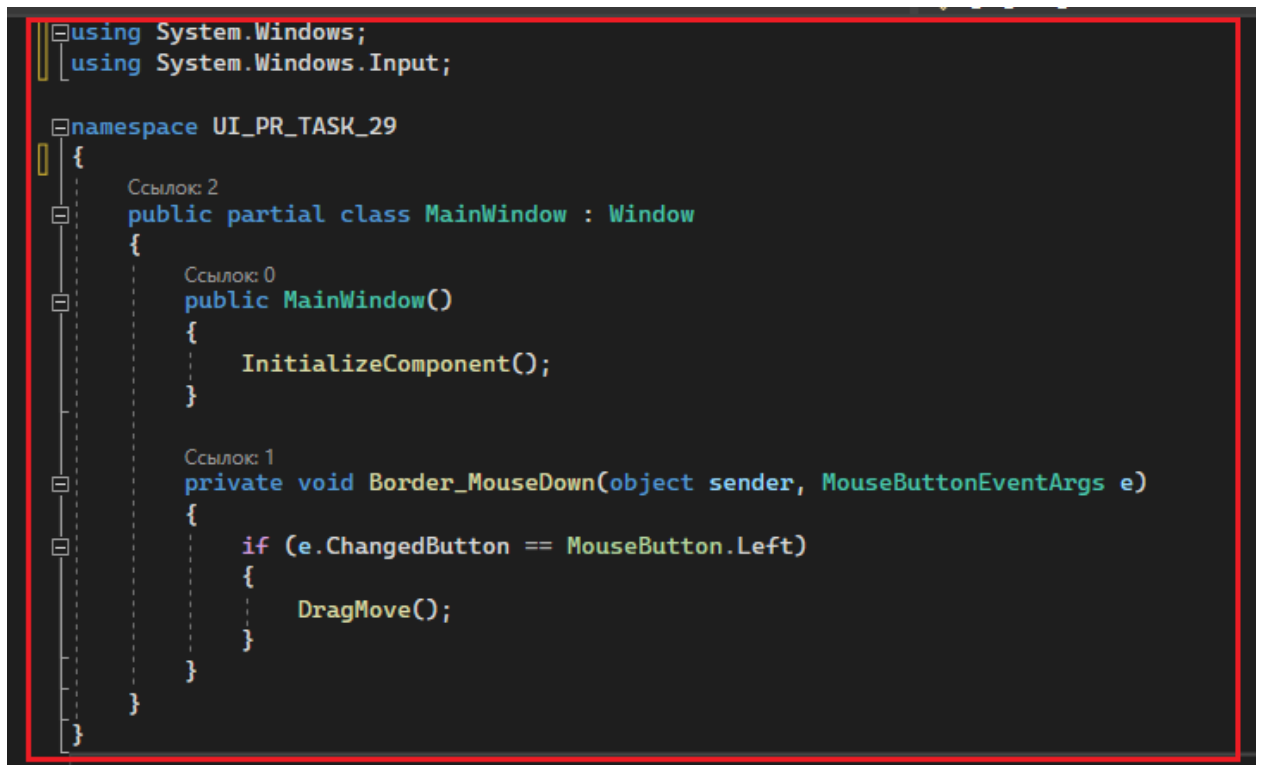 using System.Windows;
using System.Windows.Input;
namespace UI_PR_TASK_29
{
Ссылок: 2
public partial class MainWindow : Window
{
Ссылок: 0
public MainWindow()
{
InitializeComponent();
}
Ссылок: 1
private void Border_MouseDown(object sender, MouseButtonEventArgs e)
{
if (e.ChangedButton == MouseButton.Left)
{
DragMove();
}
}
}
}